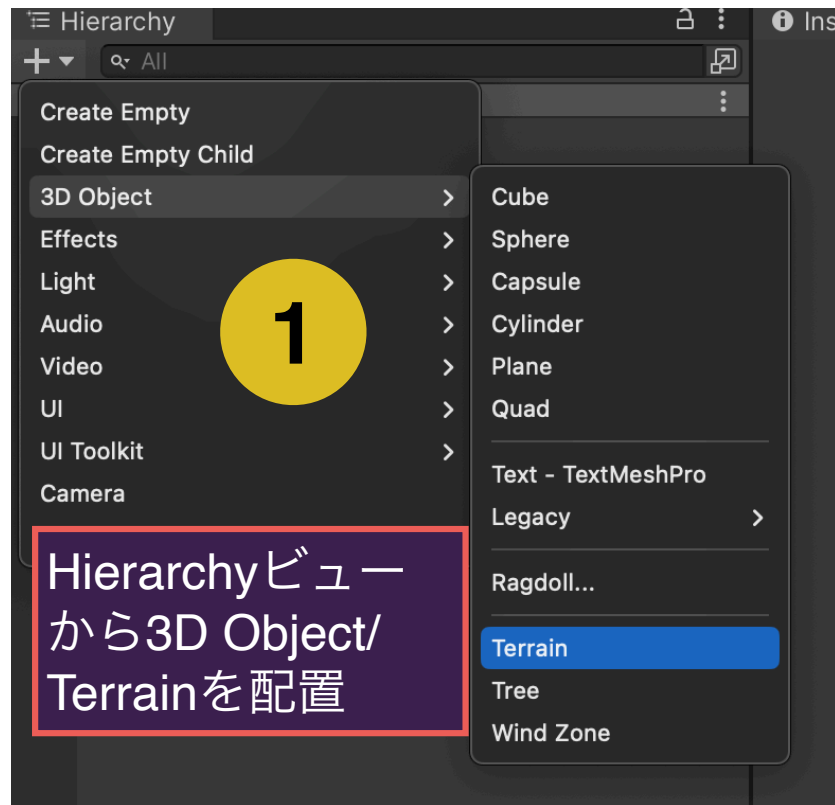 Hierarchy
Ins
All
Create Empty
Create Empty Child
3D Object
Effects
Light
Audio
Video
UI
UI Toolkit
Camera
Cube
Sphere
Capsule
Cylinder
Plane
Quad
Text - TextMeshPro
Legacy
Ragdoll...
Terrain
Tree
Wind Zone
1
Hierarchyビュー
から3D Object/
Terrainを配置